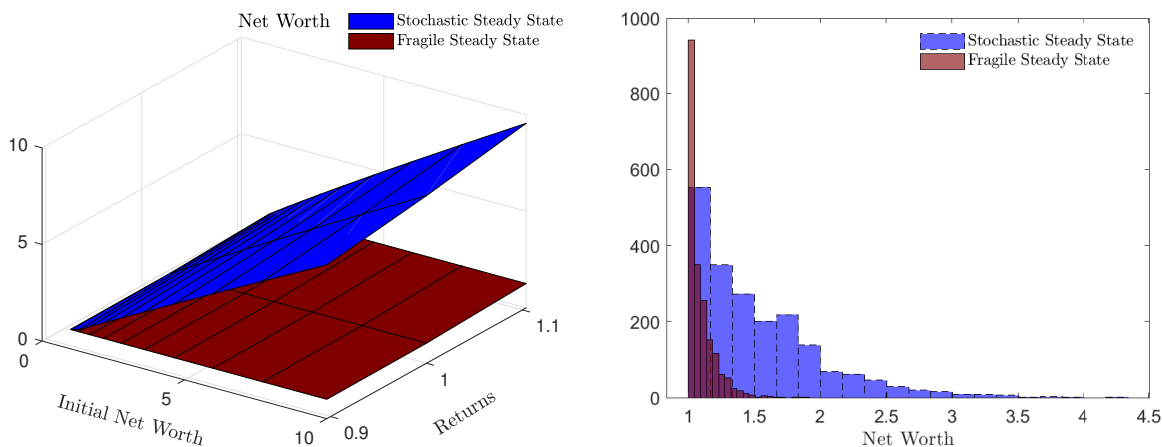 Net Worth
Stochastic Steady State
Fragile Steady State
10
5
0
0
5
10
Initial Net Worth
0.9
1
1.1
Returns
1000
800
600
400
200
0
Stochastic Steady State
Fragile Steady State
1
1.5
2
2.5
3
3.5
4
4.5
Net Worth